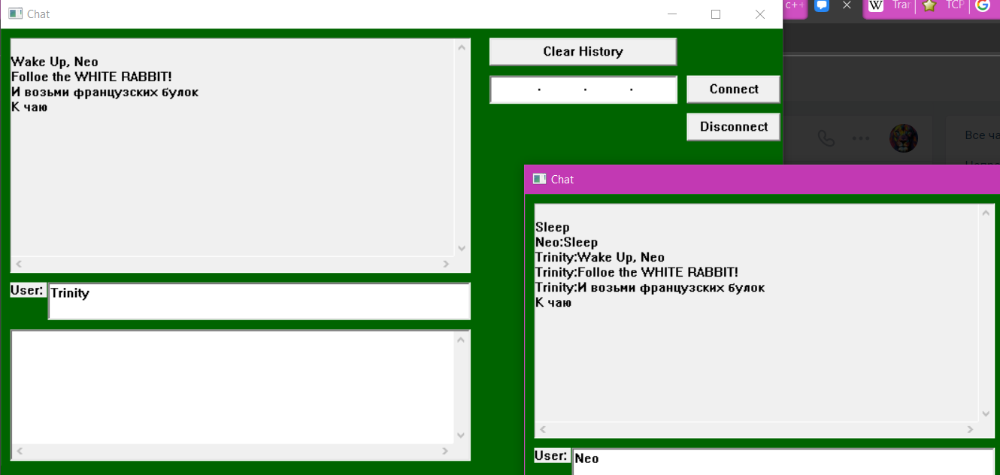 Chat
c++
Trar
TCP
Wake Up, Neo
Folloe the WHITE RABBIT!
И возьми французских булок
К чаю
Clear History
. . .
Connect
Disconnect
Все ча
User:
Trinity
Chat
Sleep
Neo:Sleep
Trinity:Wake Up, Neo
Trinity:Folloe the WHITE RABBIT!
Trinity:И возьми французских булок
К чаю
User:
Neo